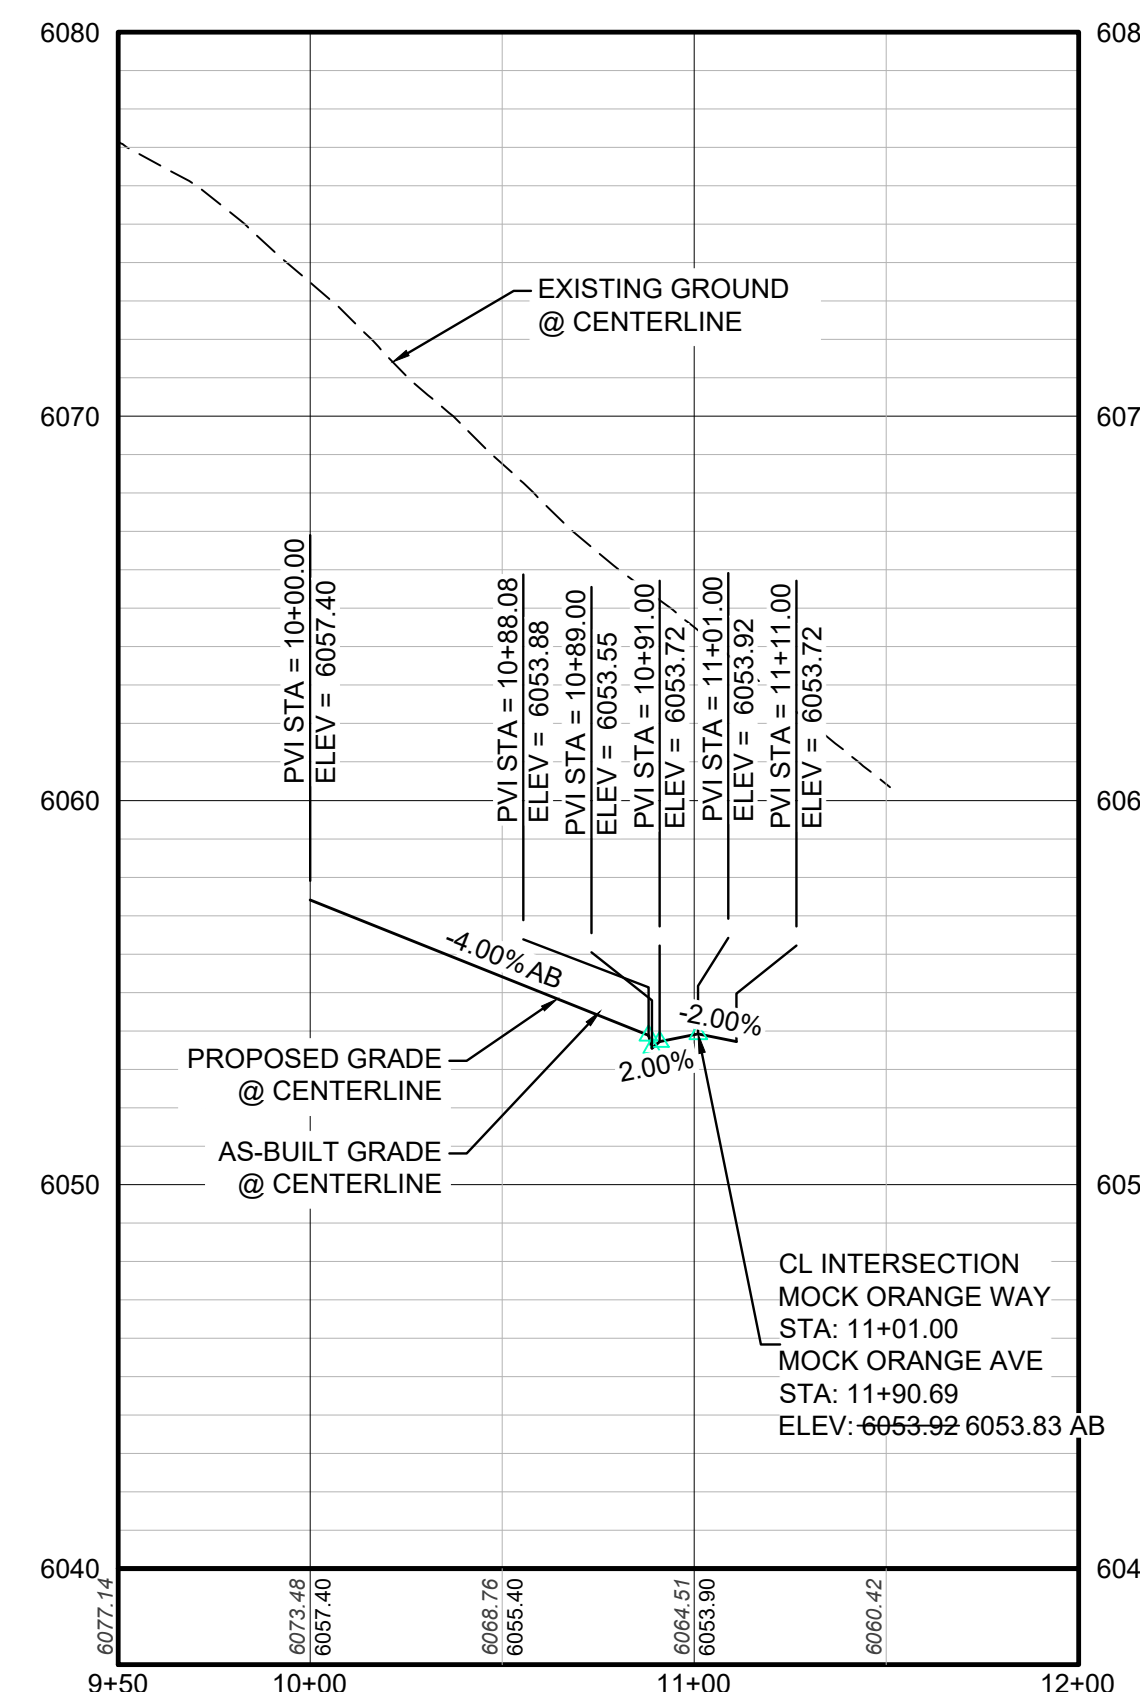 6080
608
EXISTING GROUND
@ CENTERLINE
6070
607
PVI STA = 10+00.00
ELEV = 6057.40
PVI STA = 10+88.08
ELEV = 6053.88
PVI STA = 10+89.00
ELEV = 6053.55
PVI STA = 10+91.00
ELEV = 6053.72
PVI STA = 11+01.00
ELEV = 6053.92
PVI STA = 11+11.00
ELEV = 6053.72
6060
606
-4.00% AB
-2.00%
2.00%
PROPOSED GRADE
@ CENTERLINE
AS-BUILT GRADE
@ CENTERLINE
6050
605
CL INTERSECTION
MOCK ORANGE WAY
STA: 11+01.00
MOCK ORANGE AVE
STA: 11+90.69
ELEV: 6053.92 6053.83 AB
6040
604
6077.14
6073.48
6057.40
6068.76
6055.40
6064.51
6053.90
6060.42
9+50
10+00
11+00
12+00